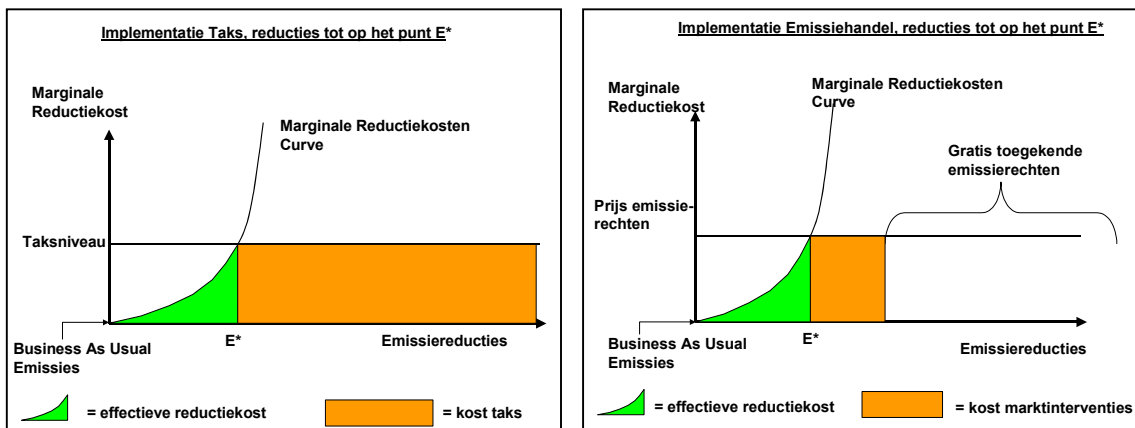 Implementatie Taks, reducties tot op het punt E*
Marginale
Reductiekost
Marginale Reductiekosten
Curve
Taksniveau
E*
Emissiereducties
Business As Usual
Emissies
= effectieve reductiekost
= kost taks
Implementatie Emissiehandel, reducties tot op het punt E*
Marginale
Reductiekost
Marginale Reductiekosten
Curve
Gratis toegekende
emissierechten
Prijs emissie-
rechten
E*
Emissiereducties
Business As Usual
Emissies
= effectieve reductiekost
= kost marktinterventies